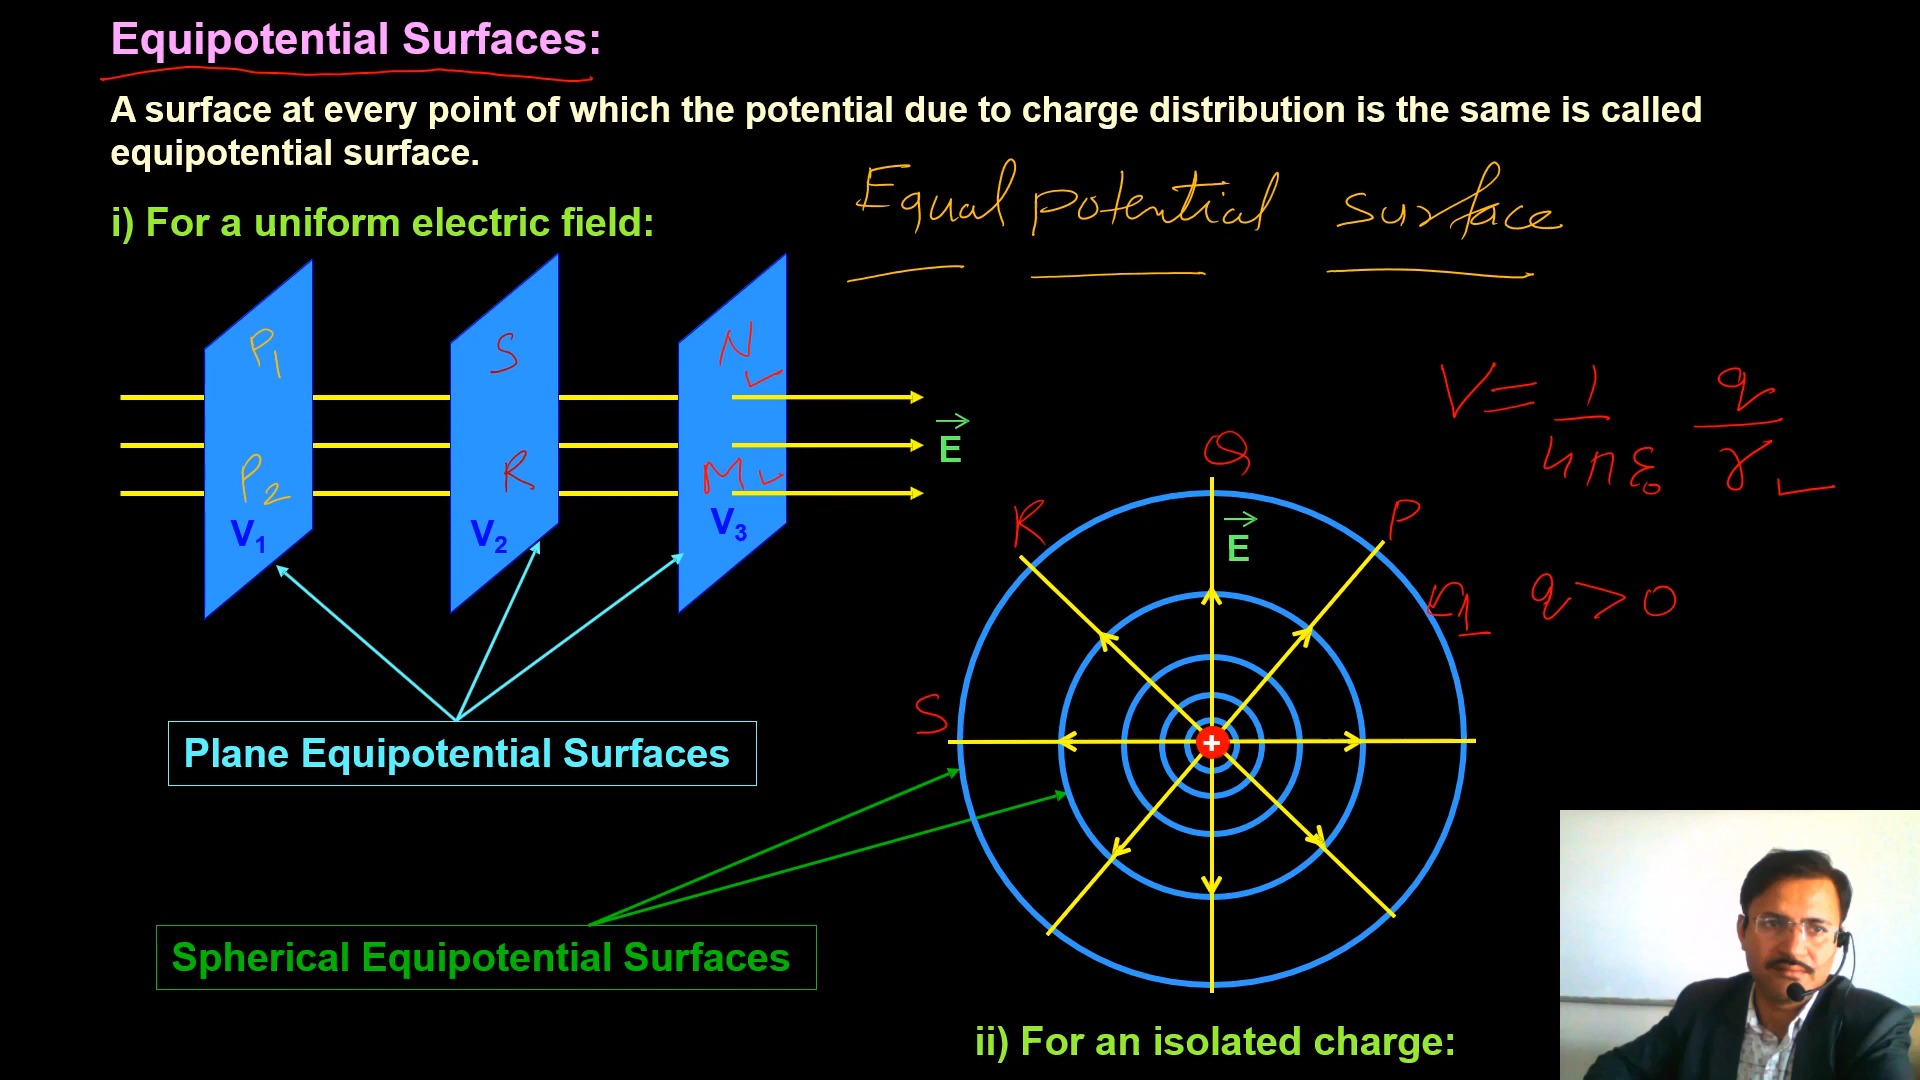 Equipotential Surfaces:
A surface at every point of which the potential due to charge distribution is the same is called
equipotential surface.
Equal potential surface
i) For a uniform electric field:
P1 S N
P2 R M
V1 V2 V3
E
V = 1/4πε0 q/r
Q
R P
E
q > 0
S
+
Plane Equipotential Surfaces
Spherical Equipotential Surfaces
ii) For an isolated charge: